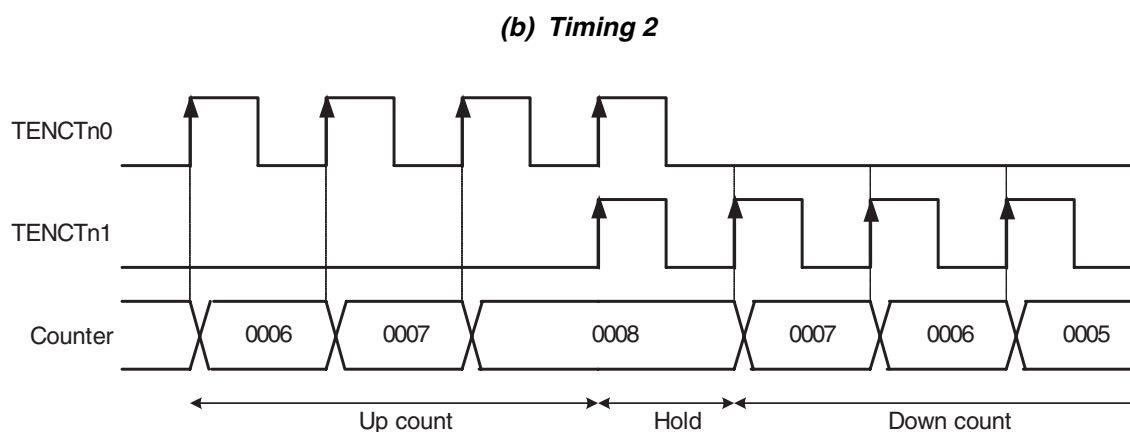 (b) Timing 2
TENCTn0
TENCTn1
Counter 0006 0007 0008 0007 0006 0005
Up count Hold Down count